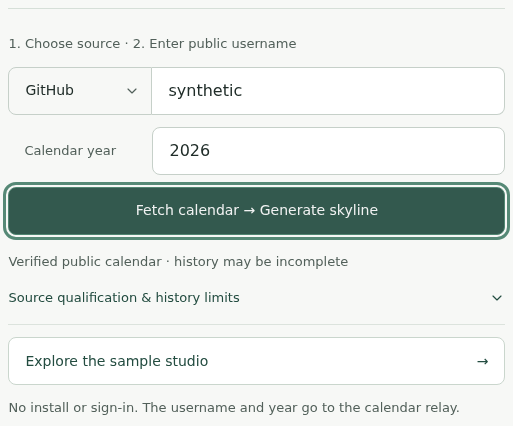 1. Choose source · 2. Enter public username
GitHub
synthetic
Calendar year
2026
Fetch calendar → Generate skyline
Verified public calendar · history may be incomplete
Source qualification & history limits
Explore the sample studio →
No install or sign-in. The username and year go to the calendar relay.